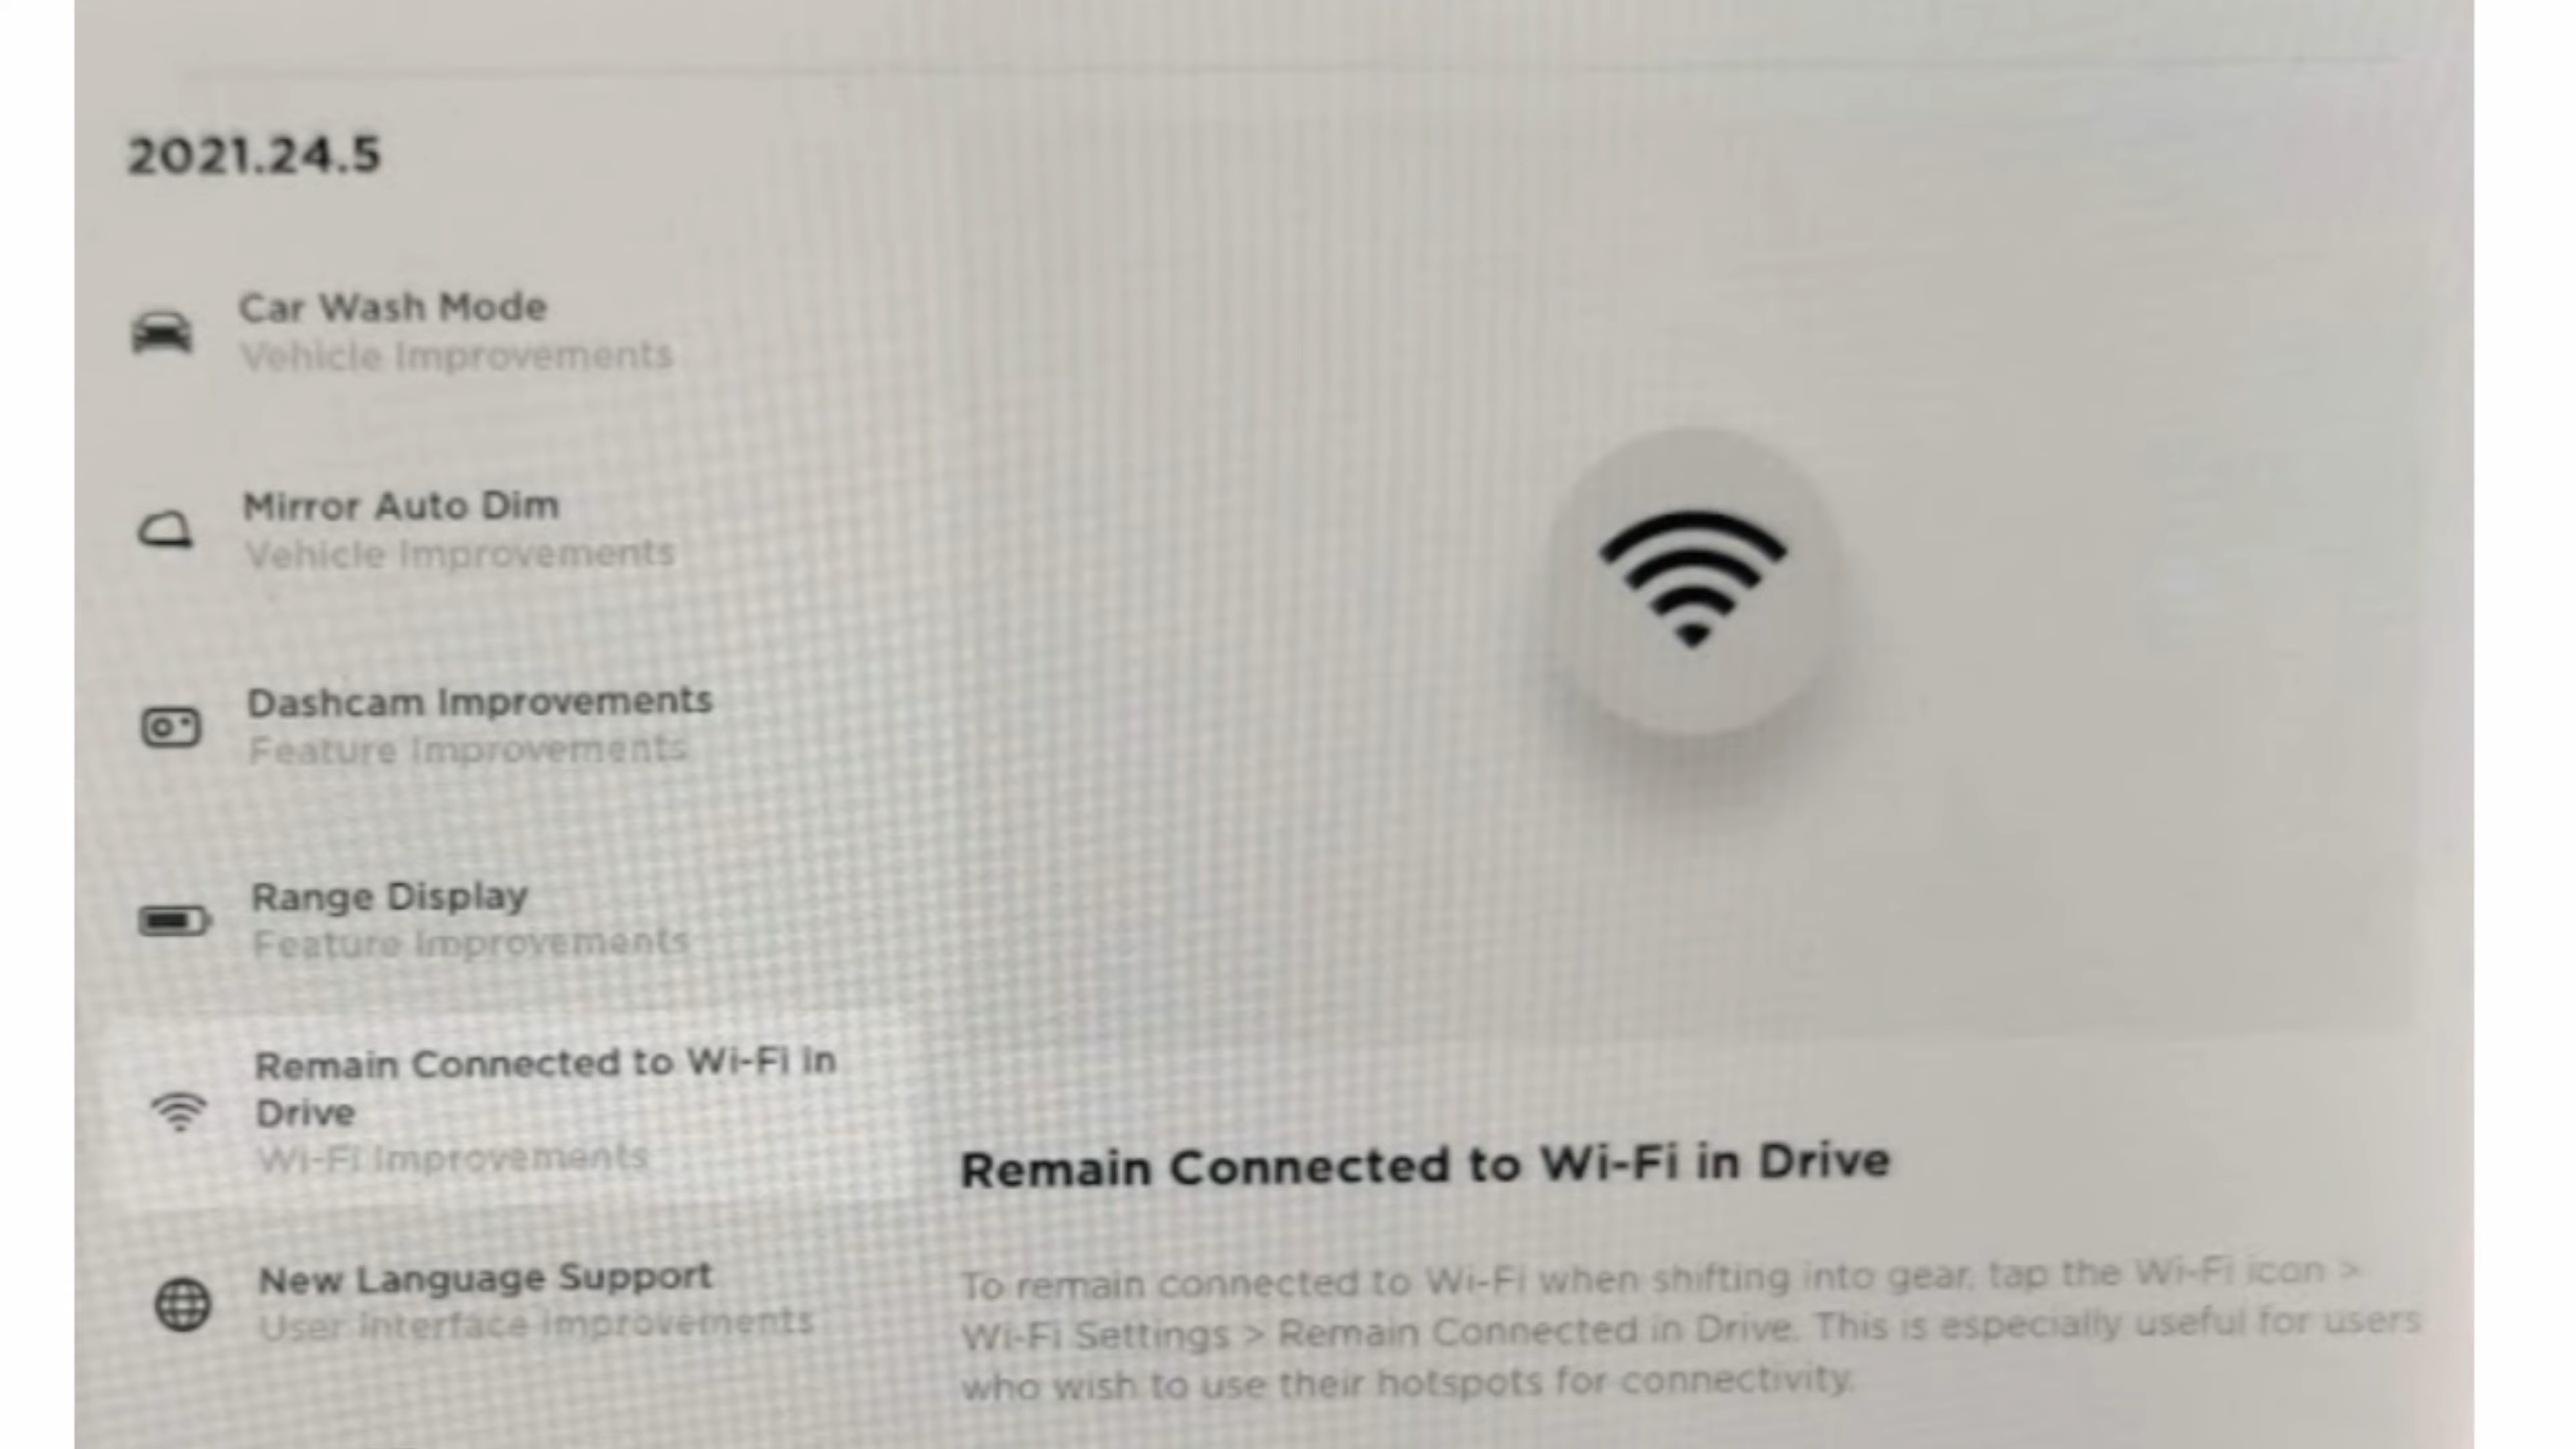 2021.24.5
Car Wash Mode
Vehicle Improvements
Mirror Auto Dim
Vehicle Improvements
Dashcam Improvements
Feature Improvements
Range Display
Feature Improvements
Remain Connected to Wi-Fi in
Drive
Wi-Fi Improvements
New Language Support
User Interface Improvements
Remain Connected to Wi-Fi in Drive
To remain connected to Wi-Fi when shifting into gear, tap the Wi-Fi icon >
Wi-Fi Settings > Remain Connected in Drive. This is especially useful for users
who wish to use their hotspots for connectivity.